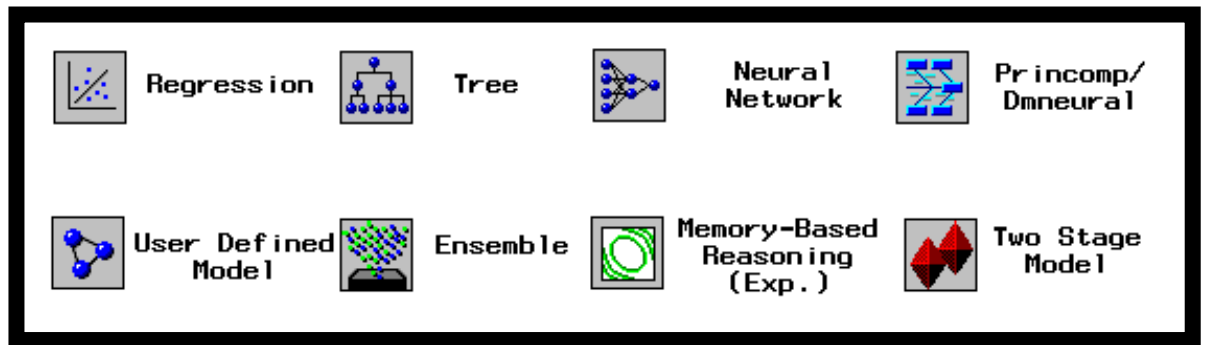 Regression
Tree
Neural
Network
Princomp/
Dmneural
User Defined
Model
Ensemble
Memory-Based
Reasoning
(Exp.)
Two Stage
Model